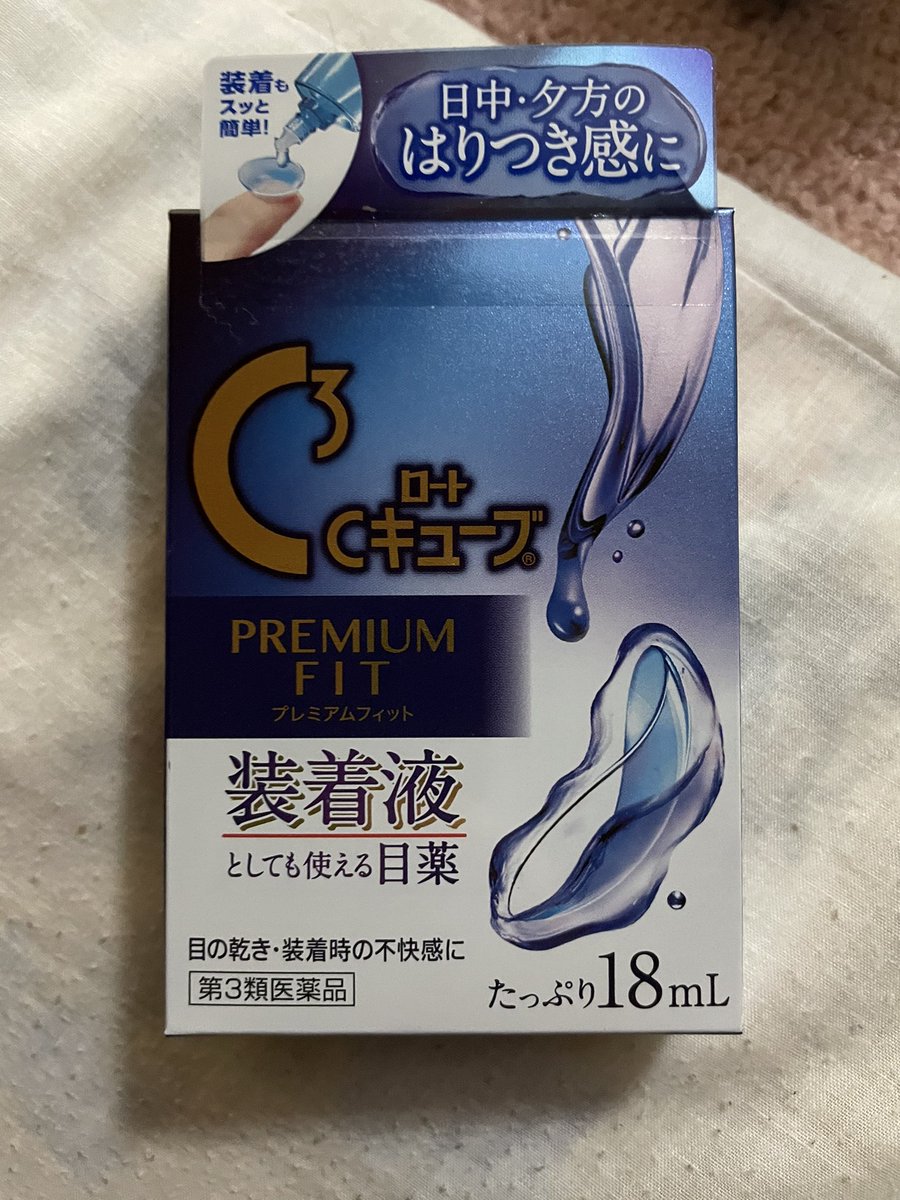 装着も
スッと
簡単!
日中・夕方の
はりつき感に
C3
ロート
Cキューブ®
PREMIUM
FIT
プレミアムフィット
装着液
としても使える目薬
目の乾き・装着時の不快感に
第3類医薬品
たっぷり18mL